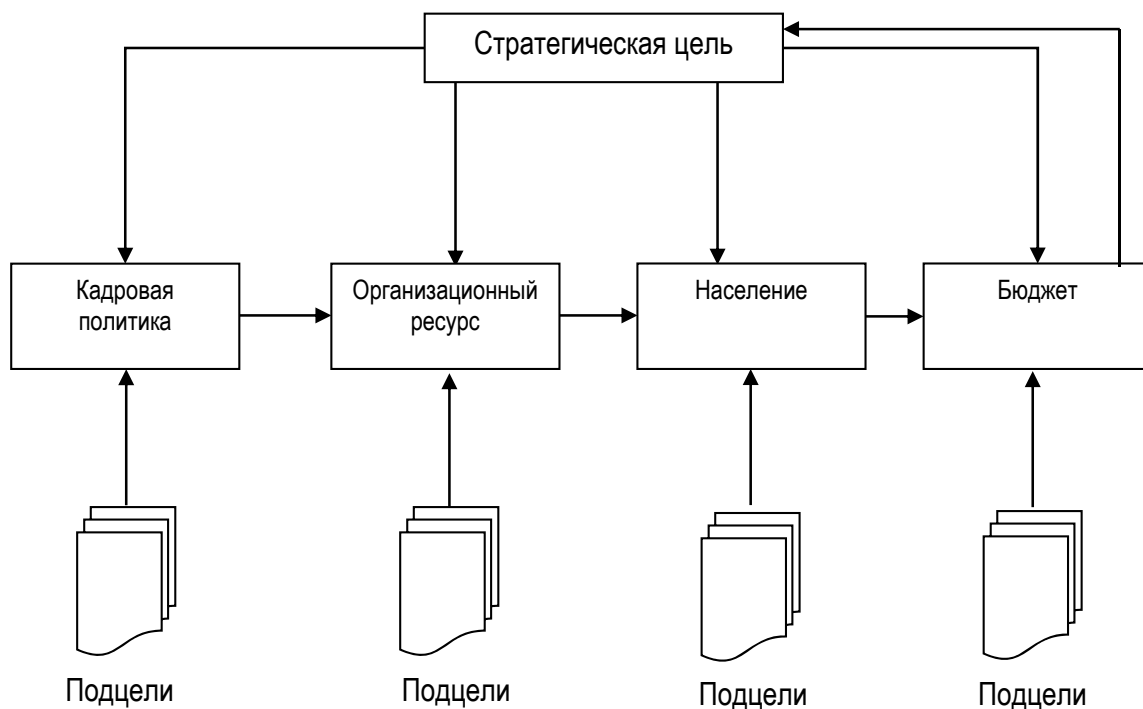 Стратегическая цель
Кадровая
политика
Организационный
ресурс
Население
Бюджет
Подцели
Подцели
Подцели
Подцели